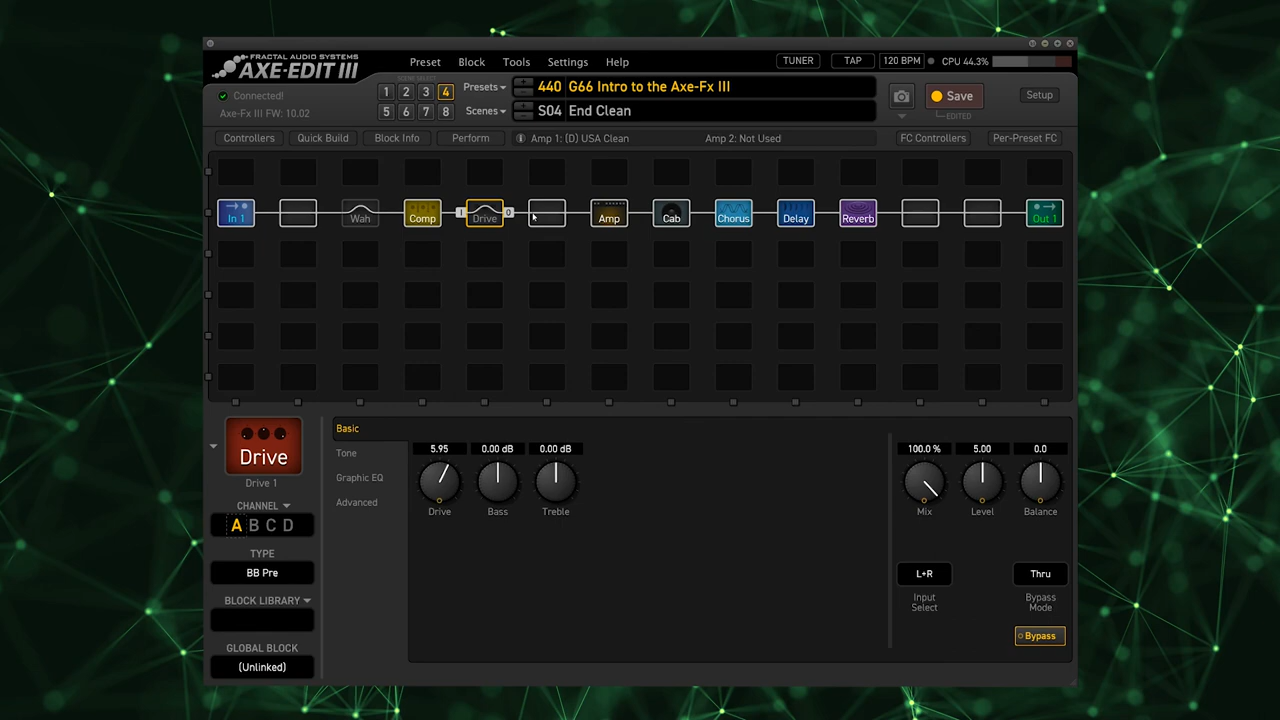 FRACTAL AUDIO SYSTEMS
AXE-EDIT III
Connected!
Axe-Fx III FW: 10.02
Preset Block Tools Settings Help
TUNER TAP 120 BPM CPU 44.3%
SCENE SELECT
1 2 3 4
5 6 7 8
Presets 440 G66 Intro to the Axe-Fx III
Scenes S04 End Clean
Save
EDITED
Setup
Controllers Quick Build Block Info Perform Amp 1: (D) USA Clean Amp 2: Not Used FC Controllers Per-Preset FC
In 1 Wah Comp I Drive O Amp Cab Chorus Delay Reverb Out 1
Drive
Drive 1
CHANNEL
A B C D
TYPE
BB Pre
BLOCK LIBRARY
GLOBAL BLOCK
(Unlinked)
Basic
Tone
Graphic EQ
Advanced
5.95 0.00 dB 0.00 dB
Drive Bass Treble
100.0 % 5.00 0.0
Mix Level Balance
L+R Thru
Input Select
Bypass Mode
Bypass